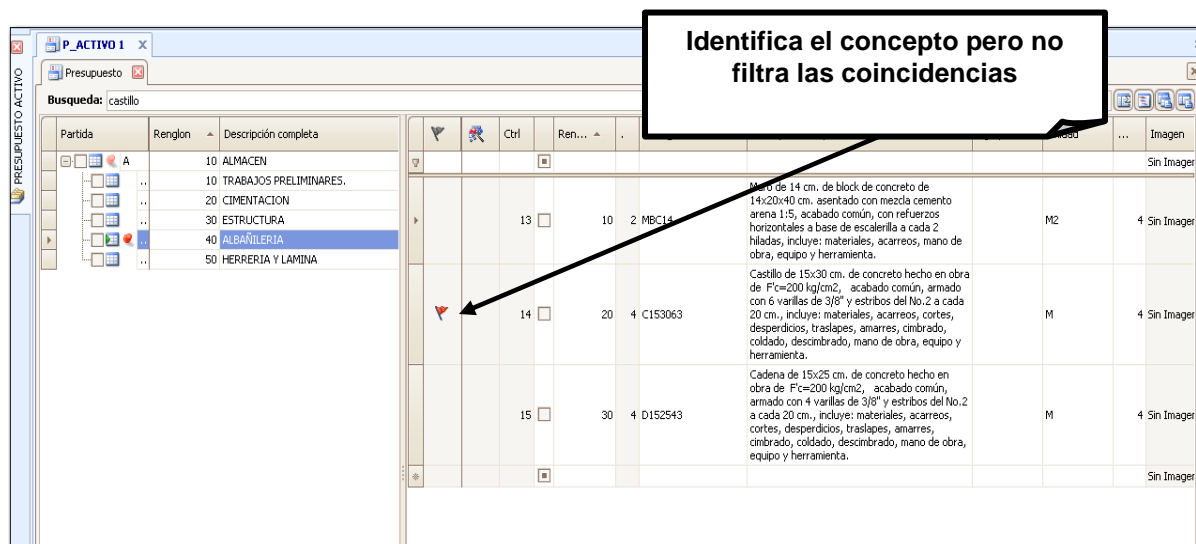 Identifica el concepto pero no
filtra las coincidencias
PRESUPUESTO ACTIVO
P_ACTIVO 1 X
Presupuesto
Busqueda: castillo
Partida Renglon Descripción completa
A 10 ALMACEN
.. 10 TRABAJOS PRELIMINARES.
.. 20 CIMENTACION
.. 30 ESTRUCTURA
.. 40 ALBAÑILERIA
.. 50 HERRERIA Y LAMINA
Ctrl Ren... . ... Imagen
Sin Imager
Muro de 14 cm. de block de concreto de
14x20x40 cm. asentado con mezcla cemento
arena 1:5, acabado común, con refuerzos
13 10 2 MBC14 horizontales a base de escalerilla a cada 2 M2 4 Sin Imager
hiladas, incluye: materiales, acarreos, mano de
obra, equipo y herramienta.
Castillo de 15x30 cm. de concreto hecho en obra
de F'c=200 kg/cm2, acabado común, armado
con 6 varillas de 3/8" y estribos del No.2 a cada
14 20 4 C153063 20 cm., incluye: materiales, acarreos, cortes, M 4 Sin Imager
desperdicios, traslapes, amarres, cimbrado,
coldado, descimbrado, mano de obra, equipo y
herramienta.
Cadena de 15x25 cm. de concreto hecho en
obra de F'c=200 kg/cm2, acabado común,
armado con 4 varillas de 3/8" y estribos del No.2
15 30 4 D152543 a cada 20 cm., incluye: materiales, acarreos, M 4 Sin Imager
cortes, desperdicios, traslapes, amarres,
cimbrado, coldado, descimbrado, mano de obra,
equipo y herramienta.
Sin Imager